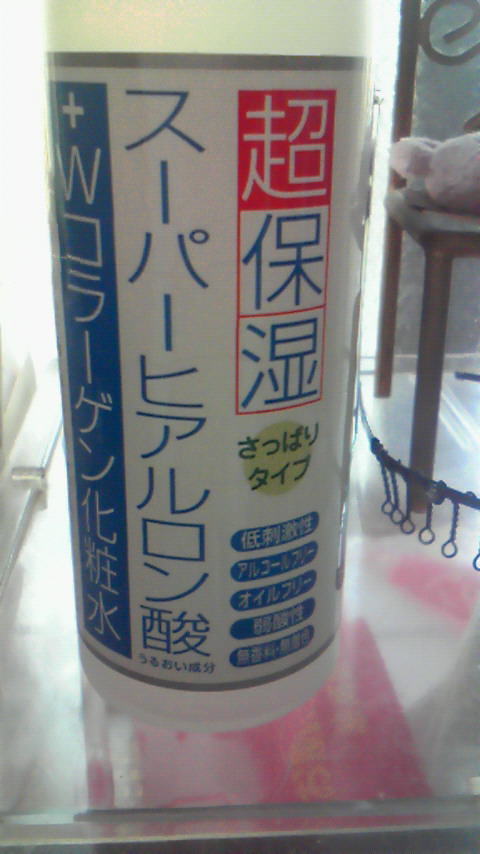 超保湿
さっぱり
タイプ
低刺激性
アルコールフリー
オイルフリー
弱酸性
無香料・無着色
スーパーヒアルロン酸
うるおい成分
+Wコラーゲン化粧水